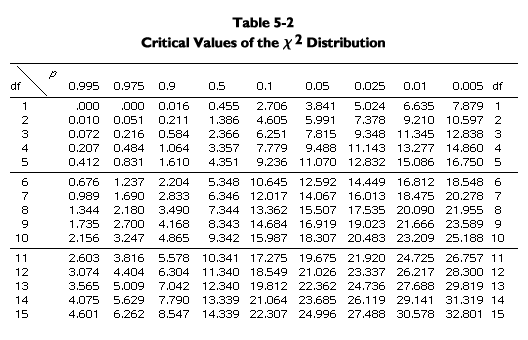 Table 5-2
Critical Values of the χ² Distribution
p
df 0.995 0.975 0.9 0.5 0.1 0.05 0.025 0.01 0.005 df
1 .000 .000 0.016 0.455 2.706 3.841 5.024 6.635 7.879 1
2 0.010 0.051 0.211 1.386 4.605 5.991 7.378 9.210 10.597 2
3 0.072 0.216 0.584 2.366 6.251 7.815 9.348 11.345 12.838 3
4 0.207 0.484 1.064 3.357 7.779 9.488 11.143 13.277 14.860 4
5 0.412 0.831 1.610 4.351 9.236 11.070 12.832 15.086 16.750 5
6 0.676 1.237 2.204 5.348 10.645 12.592 14.449 16.812 18.548 6
7 0.989 1.690 2.833 6.346 12.017 14.067 16.013 18.475 20.278 7
8 1.344 2.180 3.490 7.344 13.362 15.507 17.535 20.090 21.955 8
9 1.735 2.700 4.168 8.343 14.684 16.919 19.023 21.666 23.589 9
10 2.156 3.247 4.865 9.342 15.987 18.307 20.483 23.209 25.188 10
11 2.603 3.816 5.578 10.341 17.275 19.675 21.920 24.725 26.757 11
12 3.074 4.404 6.304 11.340 18.549 21.026 23.337 26.217 28.300 12
13 3.565 5.009 7.042 12.340 19.812 22.362 24.736 27.688 29.819 13
14 4.075 5.629 7.790 13.339 21.064 23.685 26.119 29.141 31.319 14
15 4.601 6.262 8.547 14.339 22.307 24.996 27.488 30.578 32.801 15